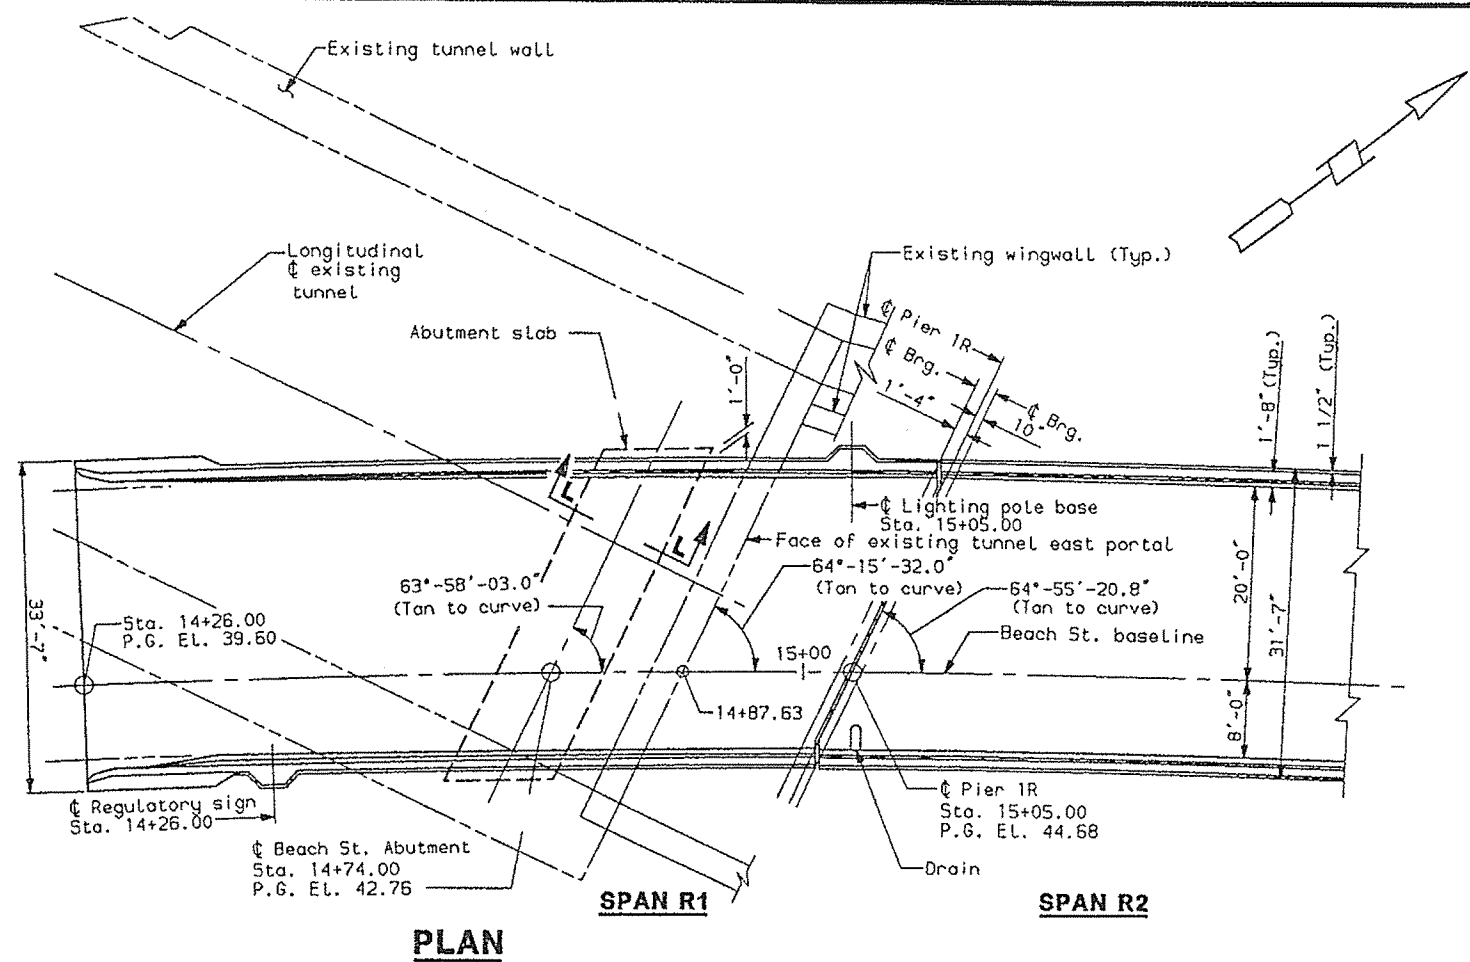 Existing tunnel wall
Longitudinal
℄ existing
tunnel
Existing wingwall (Typ.)
Abutment slab
℄ Pier 1R
℄ Brg.
1'-4"
℄ Brg.
10"
1'-0"
1'-8" (Typ.)
1 1/2" (Typ.)
L
L
℄ Lighting pole base
Sta. 15+05.00
Face of existing tunnel east portal
63°-58'-03.0"
(Tan to curve)
64°-15'-32.0"
(Tan to curve)
64°-55'-20.8"
(Tan to curve)
Beach St. baseline
Sta. 14+26.00
P.G. EL. 39.60
33'-7"
15+00
14+87.63
20'-0"
31'-7"
8'-0"
℄ Regulatory sign
Sta. 14+26.00
℄ Beach St. Abutment
Sta. 14+74.00
P.G. EL. 42.76
℄ Pier 1R
Sta. 15+05.00
P.G. EL. 44.68
Drain
SPAN R1
SPAN R2
PLAN